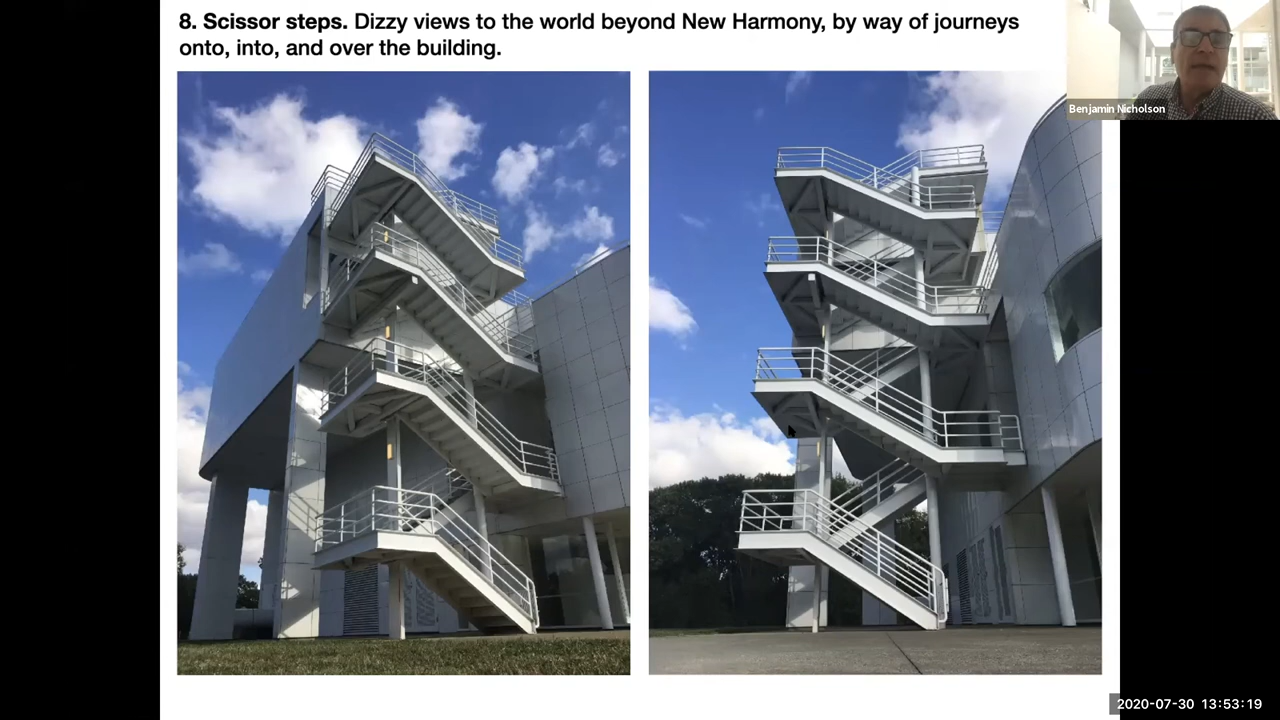 8. Scissor steps. Dizzy views to the world beyond New Harmony, by way of journeys
onto, into, and over the building.
Benjamin Nicholson
2020-07-30 13:53:19